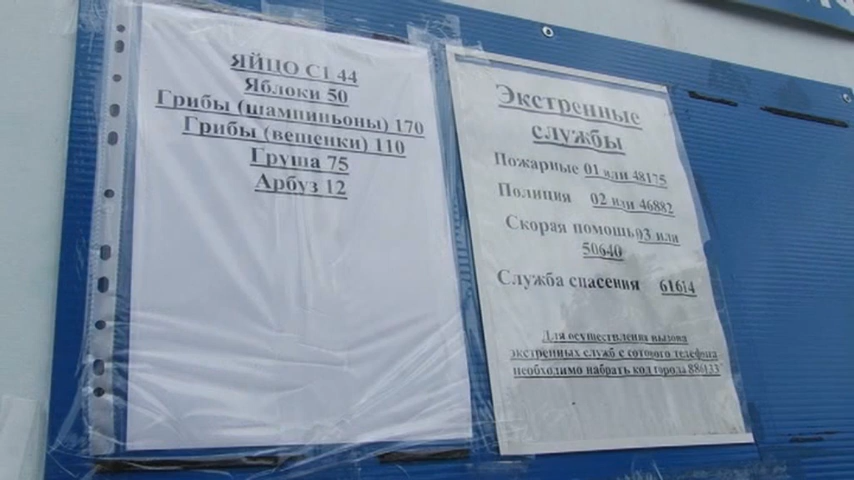 ЯЙЦО С1 44
Яблоки 50
Грибы (шампиньоны) 170
Грибы (вешенки) 110
Груша 75
Арбуз 12
Экстренные
службы
Пожарные 01 или 48175
Полиция 02 или 46882
Скорая помощь03 или
50640
Служба спасения 61614
Для осуществления вызова
экстренных служб с сотового телефона
необходимо набрать код города 886133